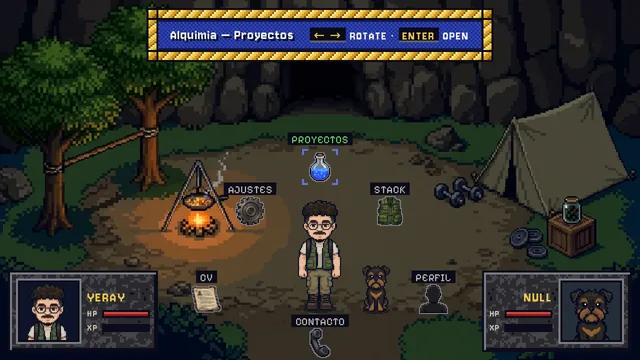 Alquimia — Proyectos ← → ROTATE · ENTER OPEN
PROYECTOS
AJUSTES
STACK
CV
PERFIL
YERAY
HP
XP
NULL
HP
XP
CONTACTO